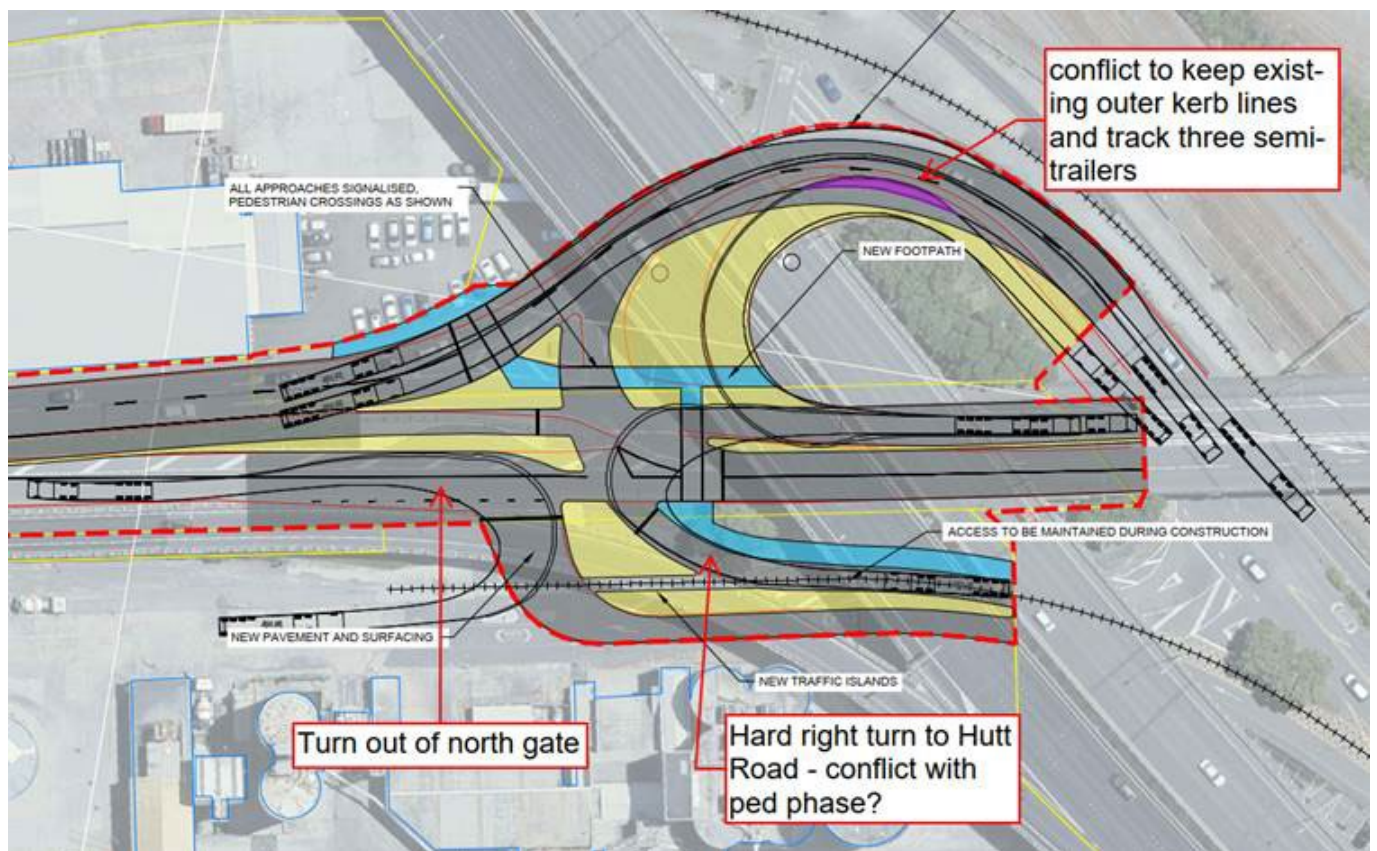 conflict to keep exist-
ing outer kerb lines
and track three semi-
trailers
ALL APPROACHES SIGNALISED,
PEDESTRIAN CROSSINGS AS SHOWN
NEW FOOTPATH
ACCESS TO BE MAINTAINED DURING CONSTRUCTION
NEW PAVEMENT AND SURFACING
NEW TRAFFIC ISLANDS
Turn out of north gate
Hard right turn to Hutt
Road - conflict with
ped phase?